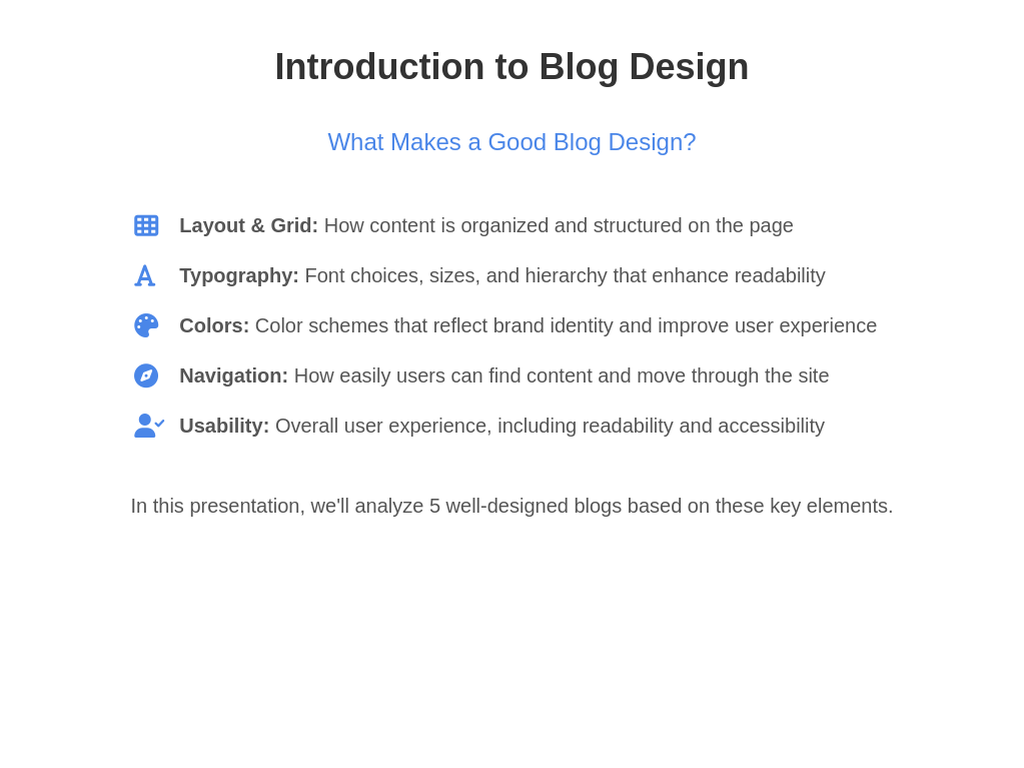 Introduction to Blog Design
What Makes a Good Blog Design?
Layout & Grid: How content is organized and structured on the page
Typography: Font choices, sizes, and hierarchy that enhance readability
Colors: Color schemes that reflect brand identity and improve user experience
Navigation: How easily users can find content and move through the site
Usability: Overall user experience, including readability and accessibility
In this presentation, we'll analyze 5 well-designed blogs based on these key elements.